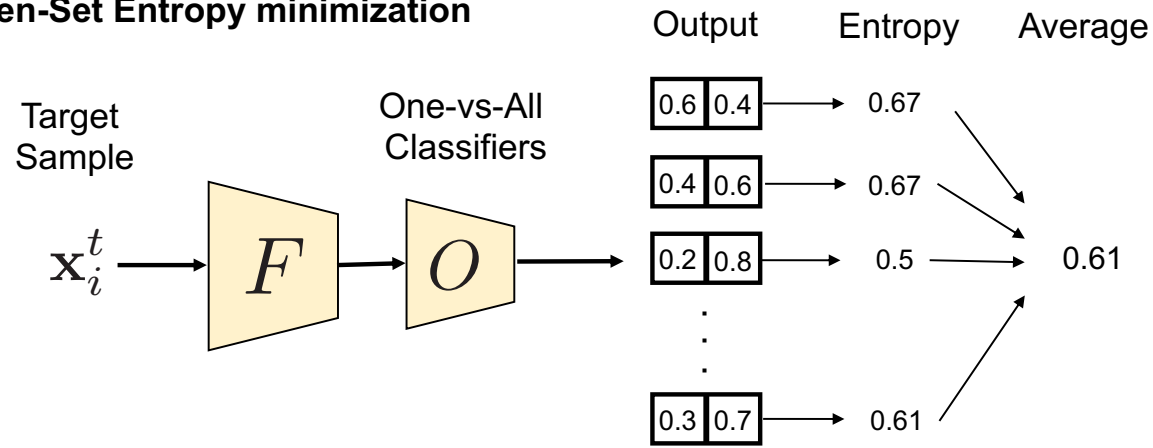 en-Set Entropy minimization
Output Entropy Average
Target
Sample
One-vs-All
Classifiers
x_i^t
F
O
0.6 0.4 0.67
0.4 0.6 0.67
0.2 0.8 0.5
0.61
.
.
.
0.3 0.7 0.61